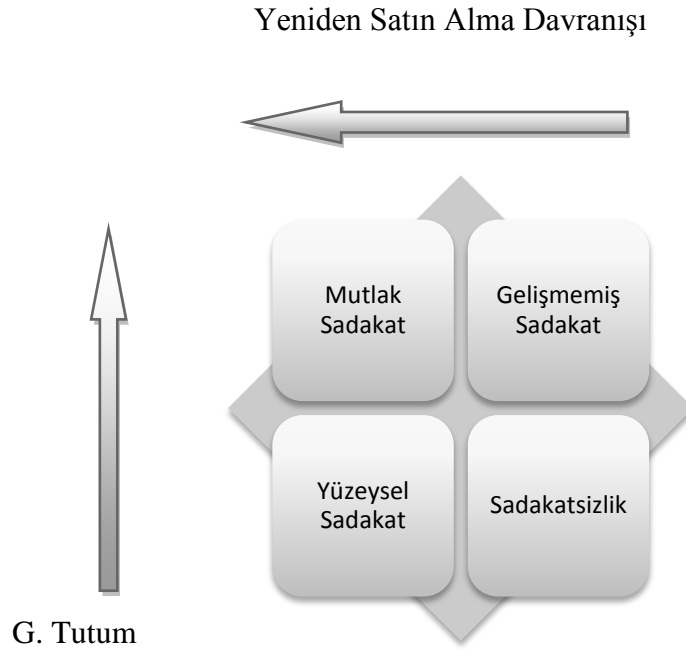 Yeniden Satın Alma Davranışı
Mutlak
Sadakat
Gelişmemiş
Sadakat
Yüzeysel
Sadakat
Sadakatsizlik
G. Tutum